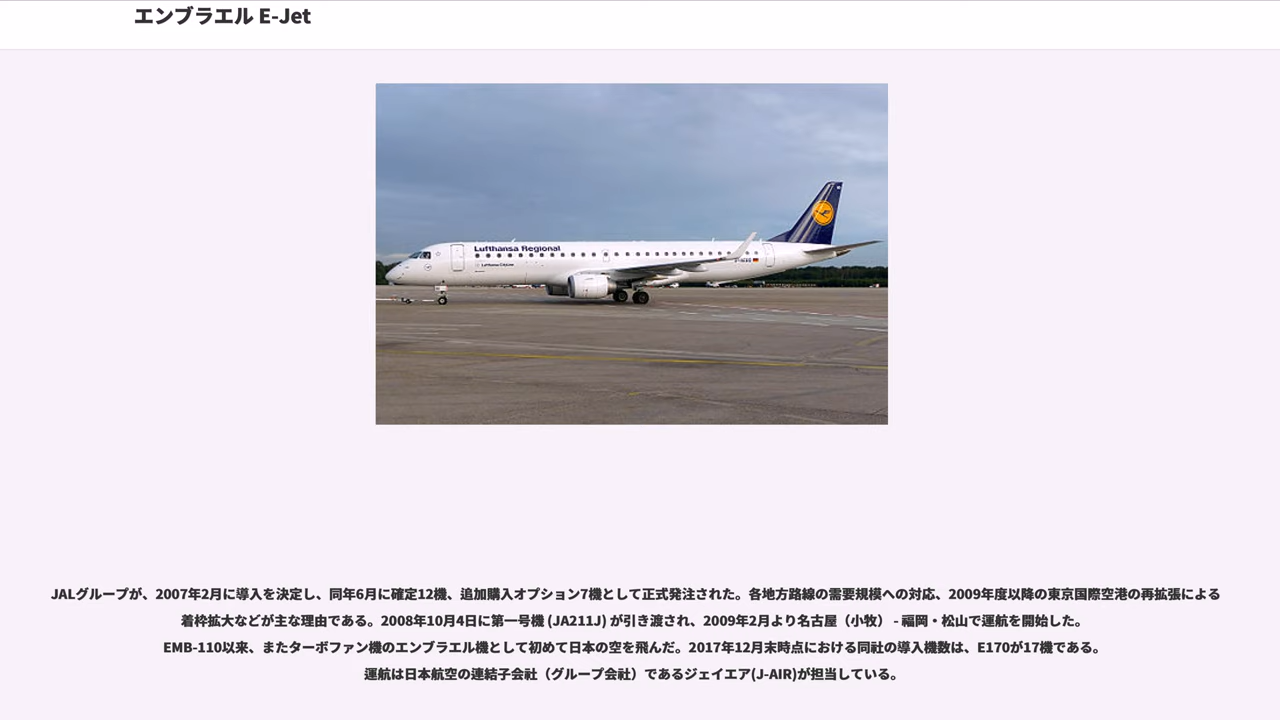 エンブラエル E-Jet
Lufthansa Regional
JALグループが、2007年2月に導入を決定し、同年6月に確定12機、追加購入オプション7機として正式発注された。各地方路線の需要規模への対応、2009年度以降の東京国際空港の再拡張による
着枠拡大などが主な理由である。2008年10月4日に第一号機 (JA211J) が引き渡され、2009年2月より名古屋（小牧） - 福岡・松山で運航を開始した。
EMB-110以来、またターボファン機のエンブラエル機として初めて日本の空を飛んだ。2017年12月末時点における同社の導入機数は、E170が17機である。
運航は日本航空の連結子会社（グループ会社）であるジェイエア(J-AIR)が担当している。